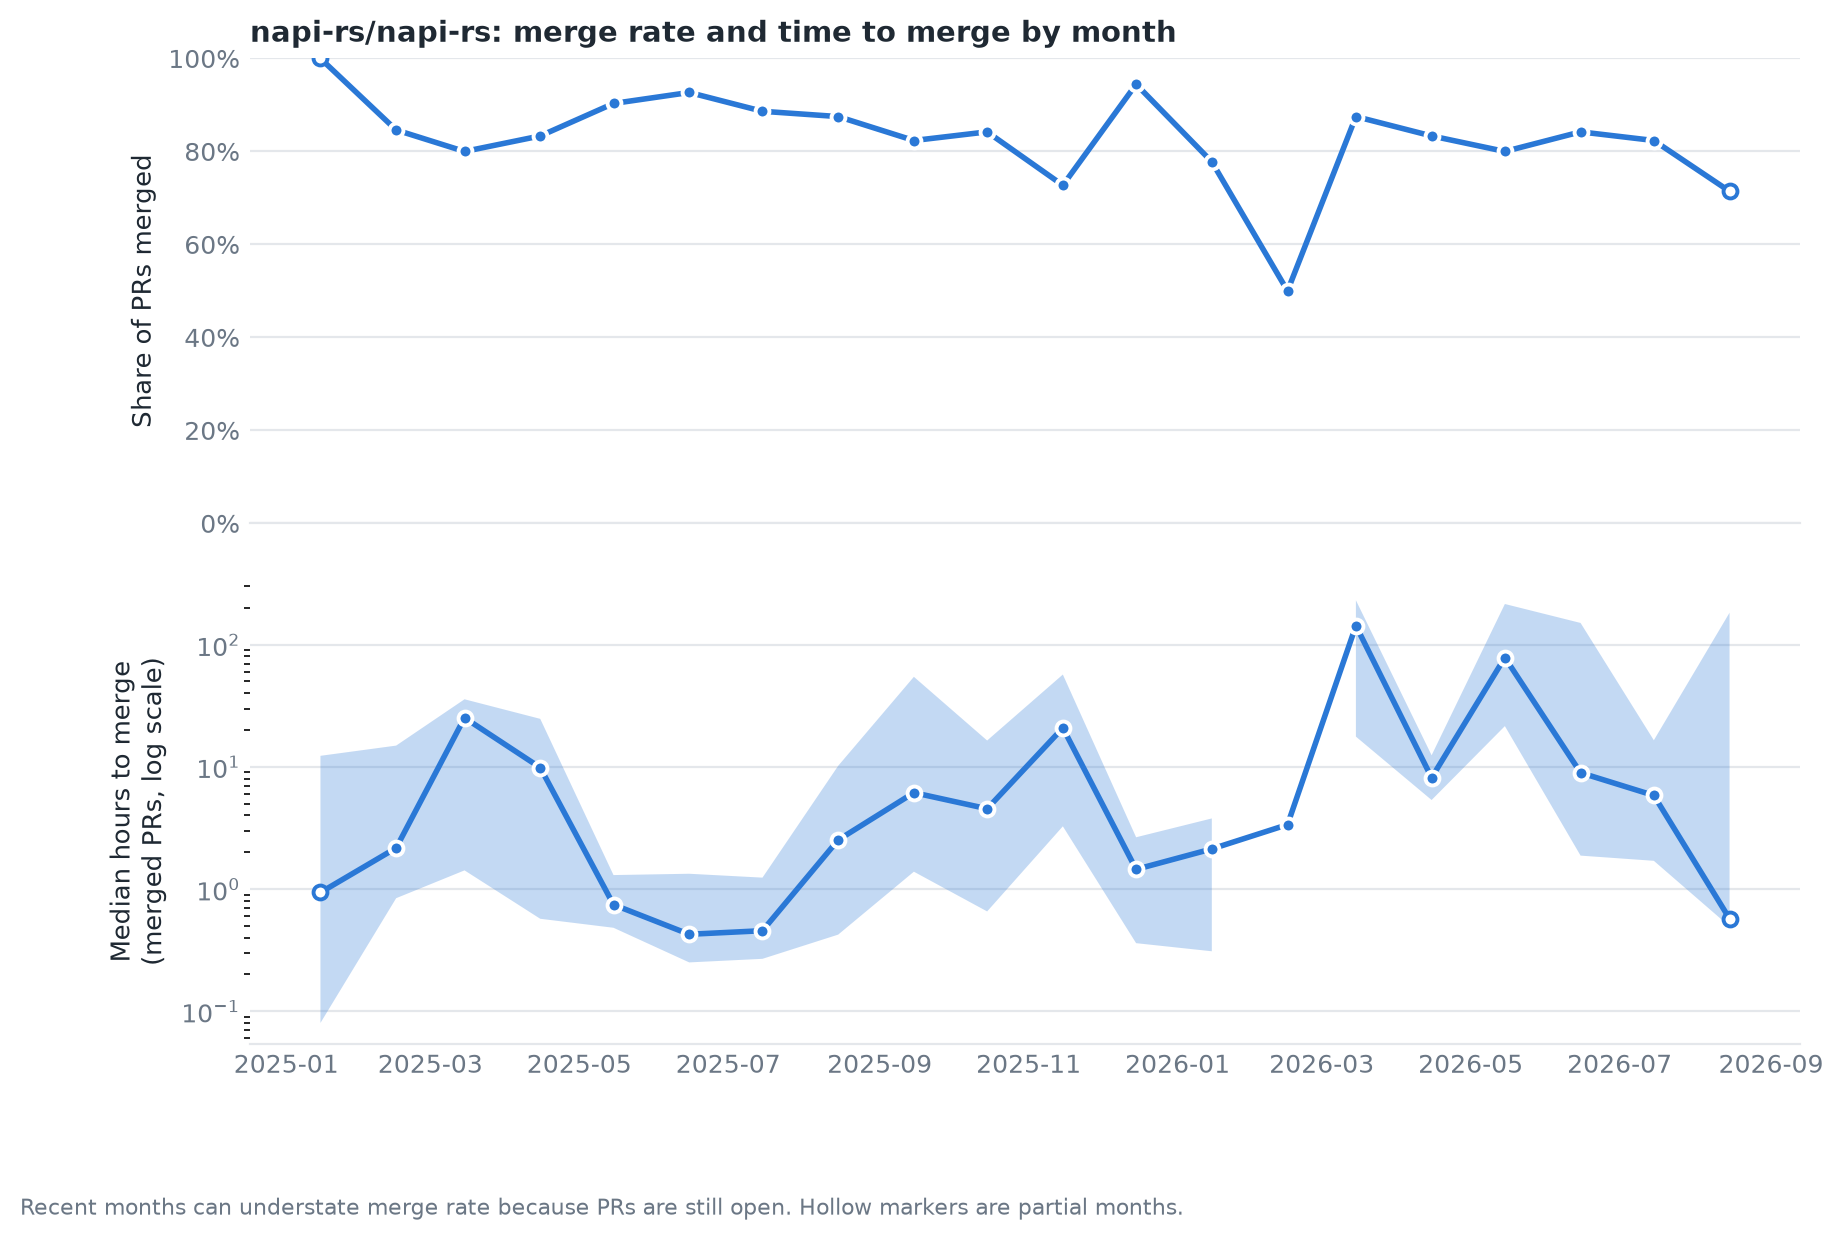 napi-rs/napi-rs: merge rate and time to merge by month
100%
80%
60%
40%
20%
0%
Share of PRs merged
10²
10¹
10⁰
10⁻¹
Median hours to merge
(merged PRs, log scale)
2025-01 2025-03 2025-05 2025-07 2025-09 2025-11 2026-01 2026-03 2026-05 2026-07 2026-09
Recent months can understate merge rate because PRs are still open. Hollow markers are partial months.